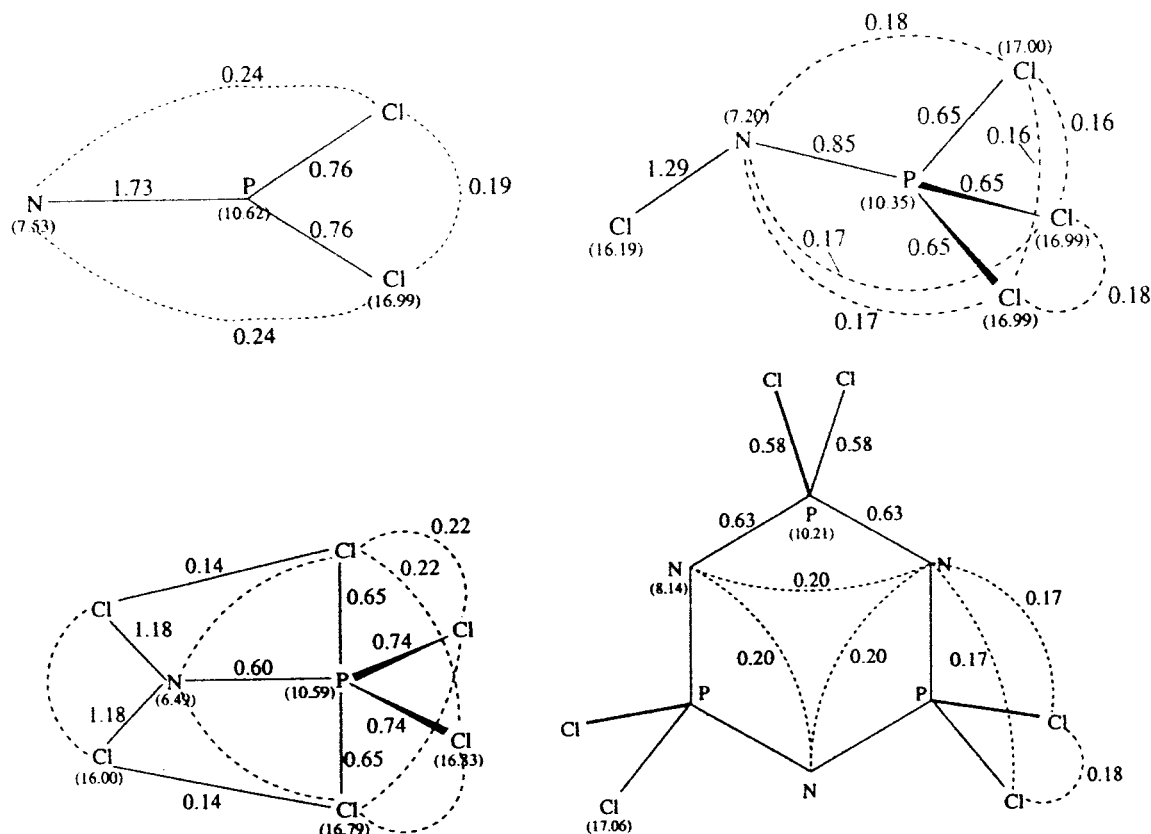 0.24
Cl
0.76
1.73
P
(10.62)
0.19
N
(7.53)
0.76
Cl
(16.99)
0.24
0.18
(17.00)
Cl
(7.20)
N
0.65
0.16
0.16
0.85
1.29
P
(10.35)
0.65
Cl
(16.19)
Cl
(16.99)
0.17
0.65
0.17
Cl
(16.99)
0.18
0.22
0.14
Cl
0.22
Cl
0.65
1.18
0.74
Cl
0.60
N
(6.49)
(10.59)
P
1.18
0.74
Cl
(16.83)
Cl
(16.00)
0.65
0.14
Cl
(16.79)
Cl
Cl
0.58
0.58
0.63
P
(10.21)
0.63
N
(8.14)
0.20
N
0.17
0.20
0.20
0.17
P
P
Cl
Cl
N
Cl
0.18
Cl
(17.06)